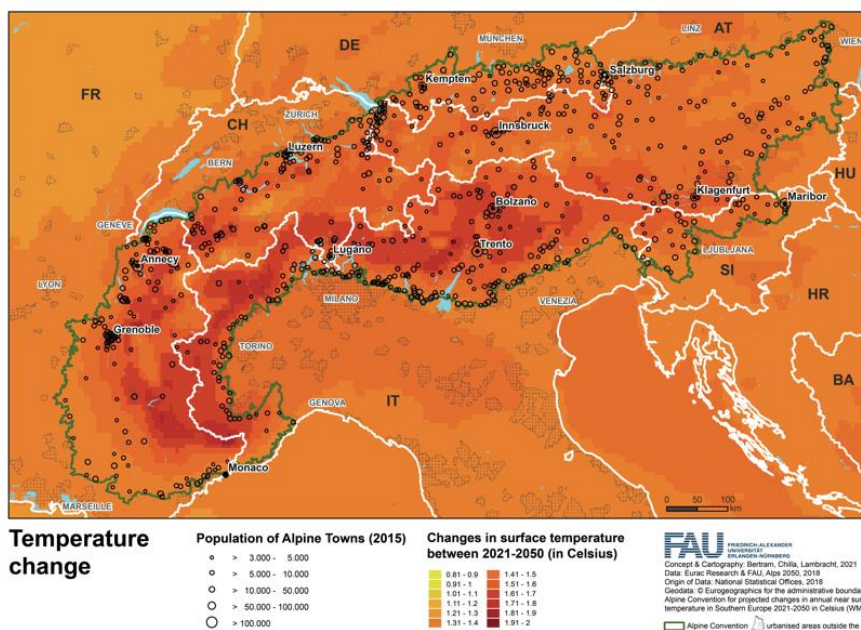 LINZ
AT
MÜNCHEN
WIEN
DE
FR
Kempten
Salzburg
ZÜRICH
Innsbruck
CH
Luzern
HU
BERN
Klagenfurt
Maribor
Bolzano
GENÈVE
Lugano
Trento
LJUBLJANA
Annecy
SI
LYON
MILANO
VENEZIA
HR
Grenoble
TORINO
BA
IT
GENOVA
Monaco
MARSEILLE
0 50 100
km
Temperature
change
Population of Alpine Towns (2015)
> 3.000 - 5.000
> 5.000 - 10.000
> 10.000 - 50.000
> 50.000 - 100.000
> 100.000
Changes in surface temperature
between 2021-2050 (in Celsius)
0.81 - 0.9 1.41 - 1.5
0.91 - 1 1.51 - 1.6
1.01 - 1.1 1.61 - 1.7
1.11 - 1.2 1.71 - 1.8
1.21 - 1.3 1.81 - 1.9
1.31 - 1.4 1.91 - 2
FAU
FRIEDRICH-ALEXANDER
UNIVERSITÄT
ERLANGEN-NÜRNBERG
Concept & Cartography: Bertram, Chilla, Lambracht, 2021
Data: Eurac Research & FAU, Alps 2050, 2018
Origin of Data: National Statistical Offices, 2018
Geodata: © Eurogeographics for the administrative bounda
Alpine Convention for projected changes in annual near sur
temperature in Southern Europe 2021-2050 in Celsius (WM
Alpine Convention urbanised areas outside the